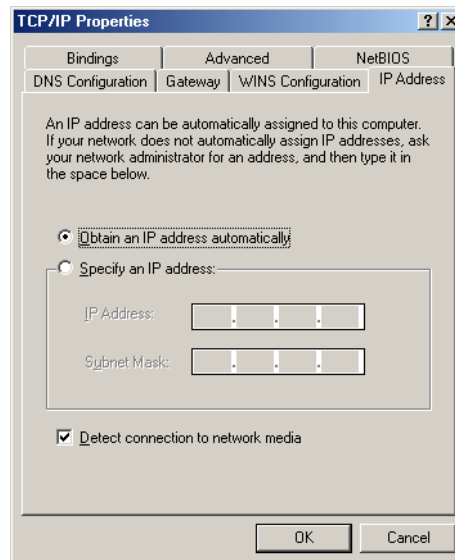 TCP/IP Properties
Bindings Advanced NetBIOS
DNS Configuration Gateway WINS Configuration IP Address
An IP address can be automatically assigned to this computer.
If your network does not automatically assign IP addresses, ask
your network administrator for an address, and then type it in
the space below.
Obtain an IP address automatically
Specify an IP address:
IP Address:
Subnet Mask:
Detect connection to network media
OK Cancel